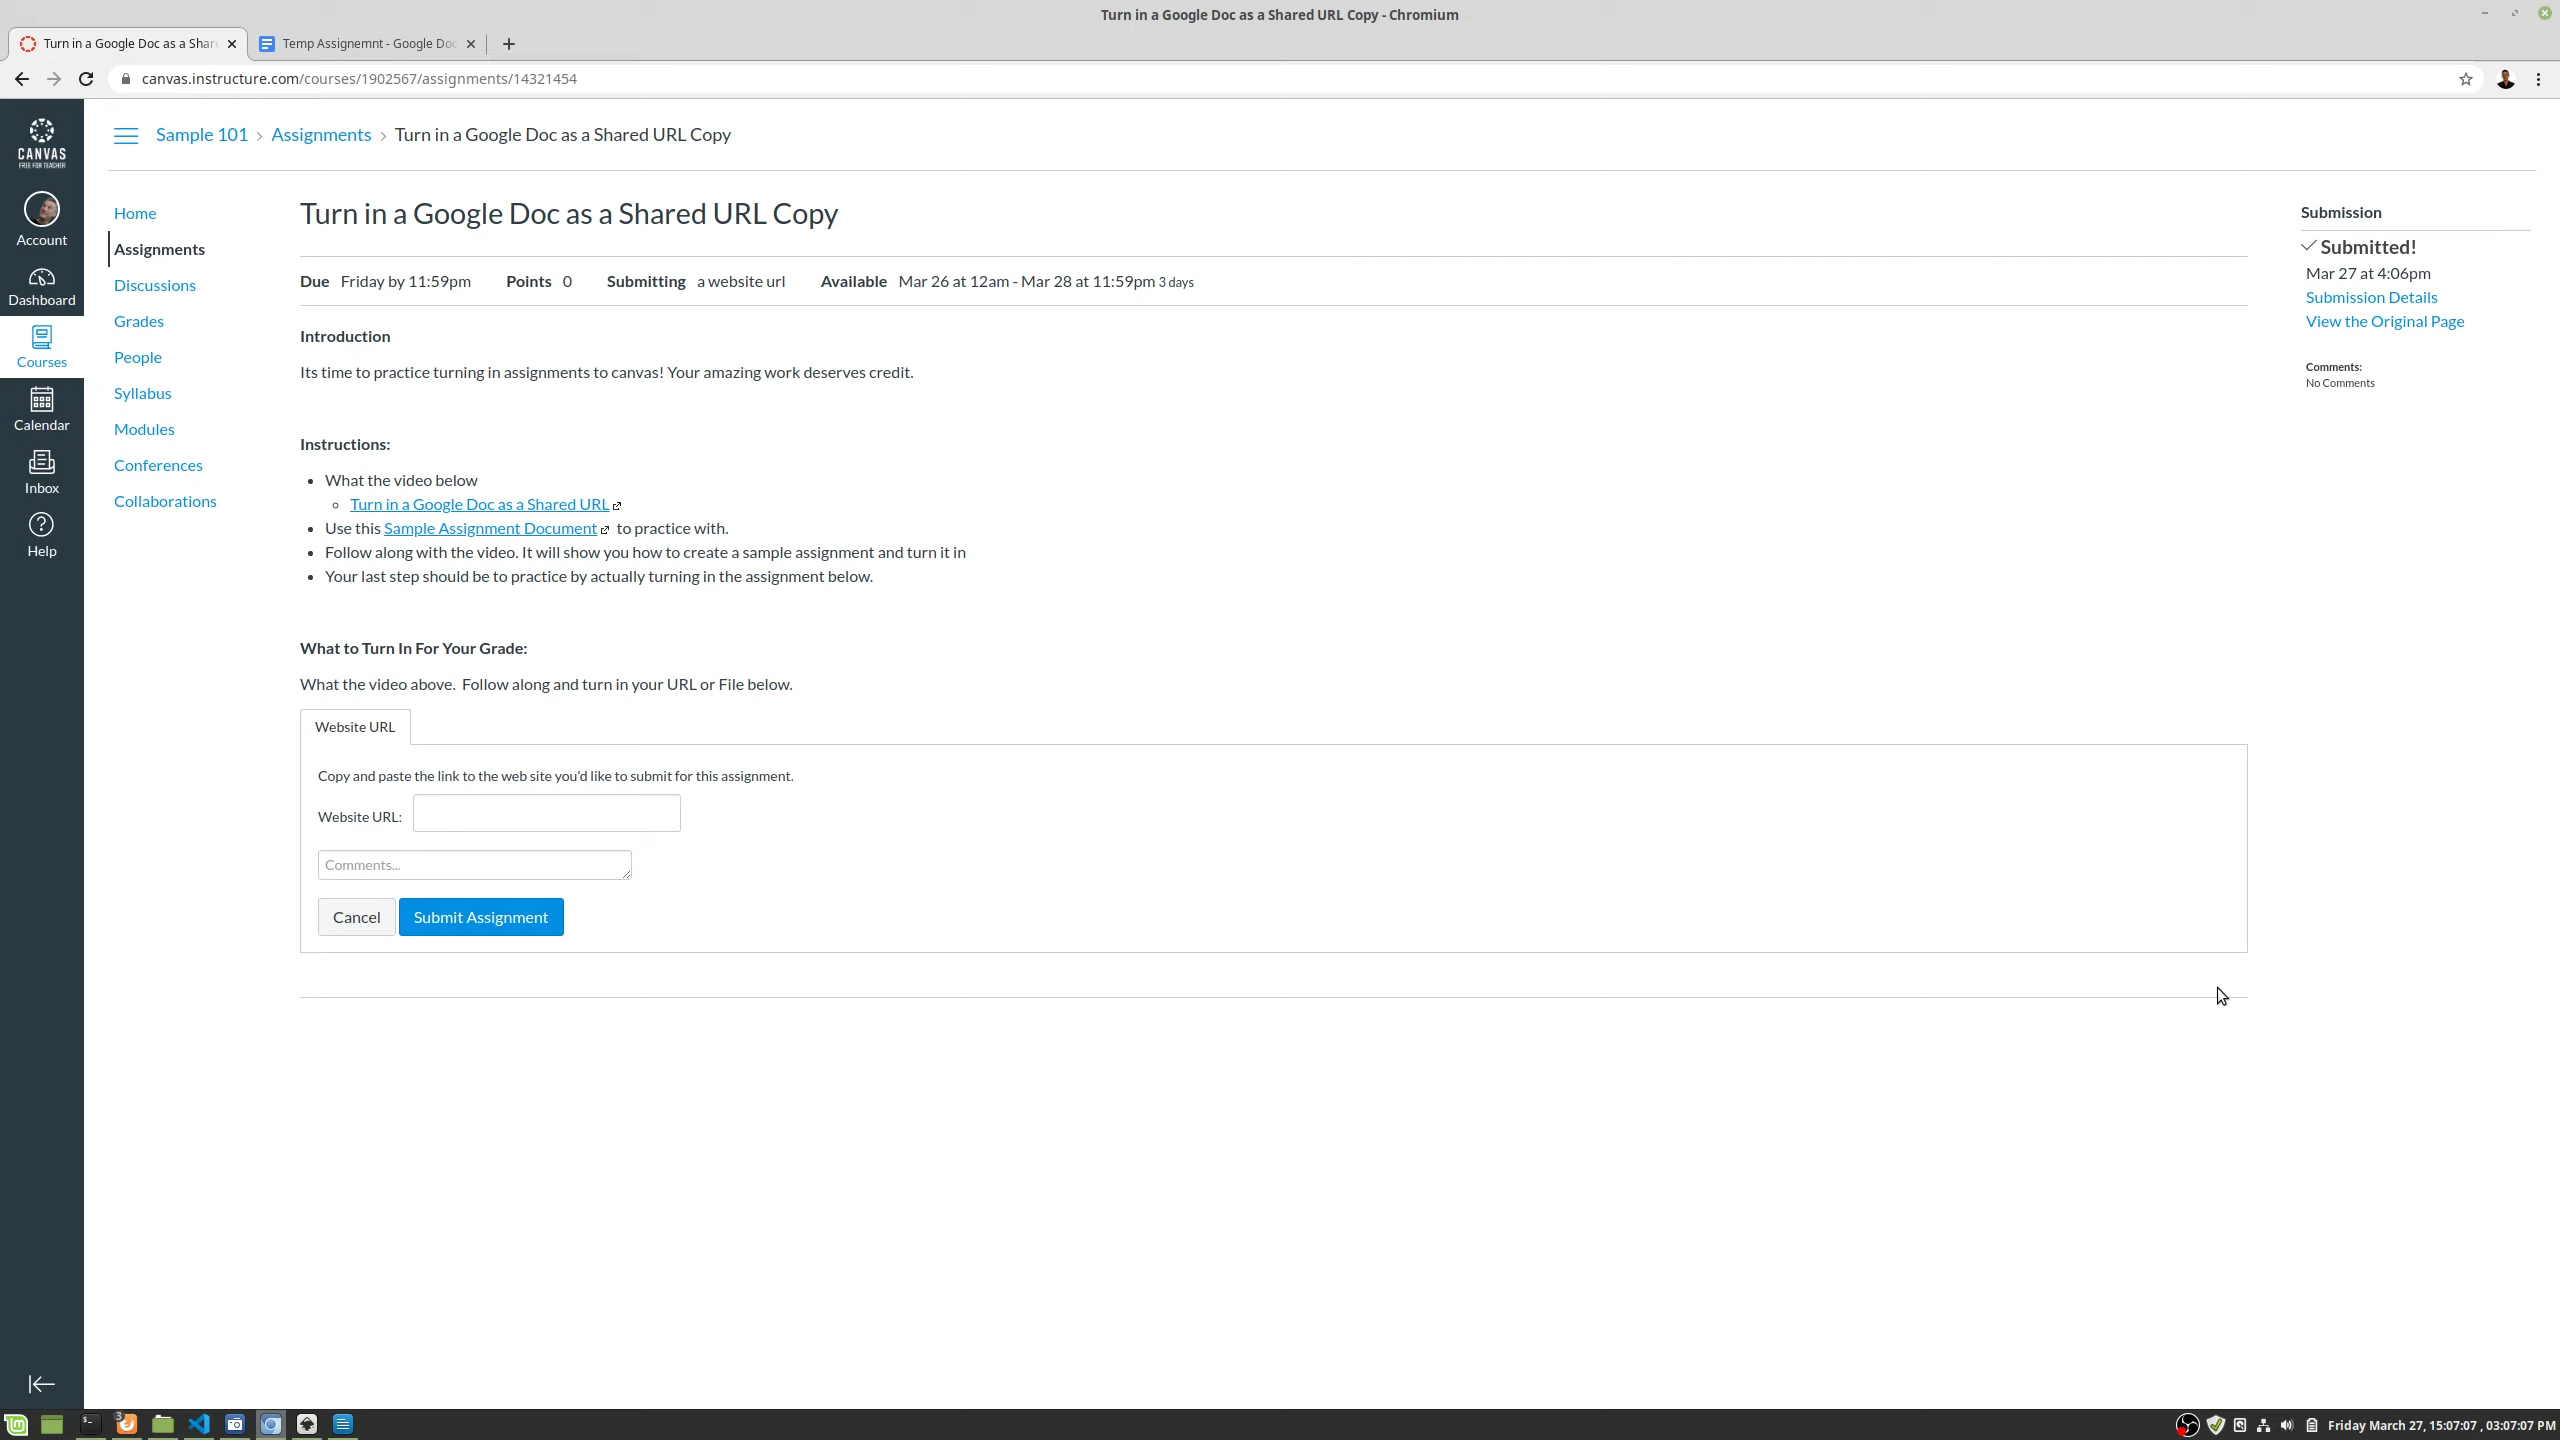 Turn in a Google Doc as a Shared URL Copy - Chromium
Turn in a Google Doc as a Shar
Temp Assignemnt - Google Doc
canvas.instructure.com/courses/1902567/assignments/14321454
CANVAS
FREE FOR TEACHER
Account
Dashboard
Courses
Calendar
Inbox
Help
Sample 101 > Assignments > Turn in a Google Doc as a Shared URL Copy
Home
Assignments
Discussions
Grades
People
Syllabus
Modules
Conferences
Collaborations
Turn in a Google Doc as a Shared URL Copy
Due Friday by 11:59pm Points 0 Submitting a website url Available Mar 26 at 12am - Mar 28 at 11:59pm 3 days
Introduction
Its time to practice turning in assignments to canvas! Your amazing work deserves credit.
Instructions:
What the video below
Turn in a Google Doc as a Shared URL
Use this Sample Assignment Document to practice with.
Follow along with the video. It will show you how to create a sample assignment and turn it in
Your last step should be to practice by actually turning in the assignment below.
What to Turn In For Your Grade:
What the video above.  Follow along and turn in your URL or File below.
Website URL
Copy and paste the link to the web site you'd like to submit for this assignment.
Website URL:
Comments...
Cancel Submit Assignment
Submission
Submitted!
Mar 27 at 4:06pm
Submission Details
View the Original Page
Comments:
No Comments
3
Friday March 27, 15:07:07 , 03:07:07 PM